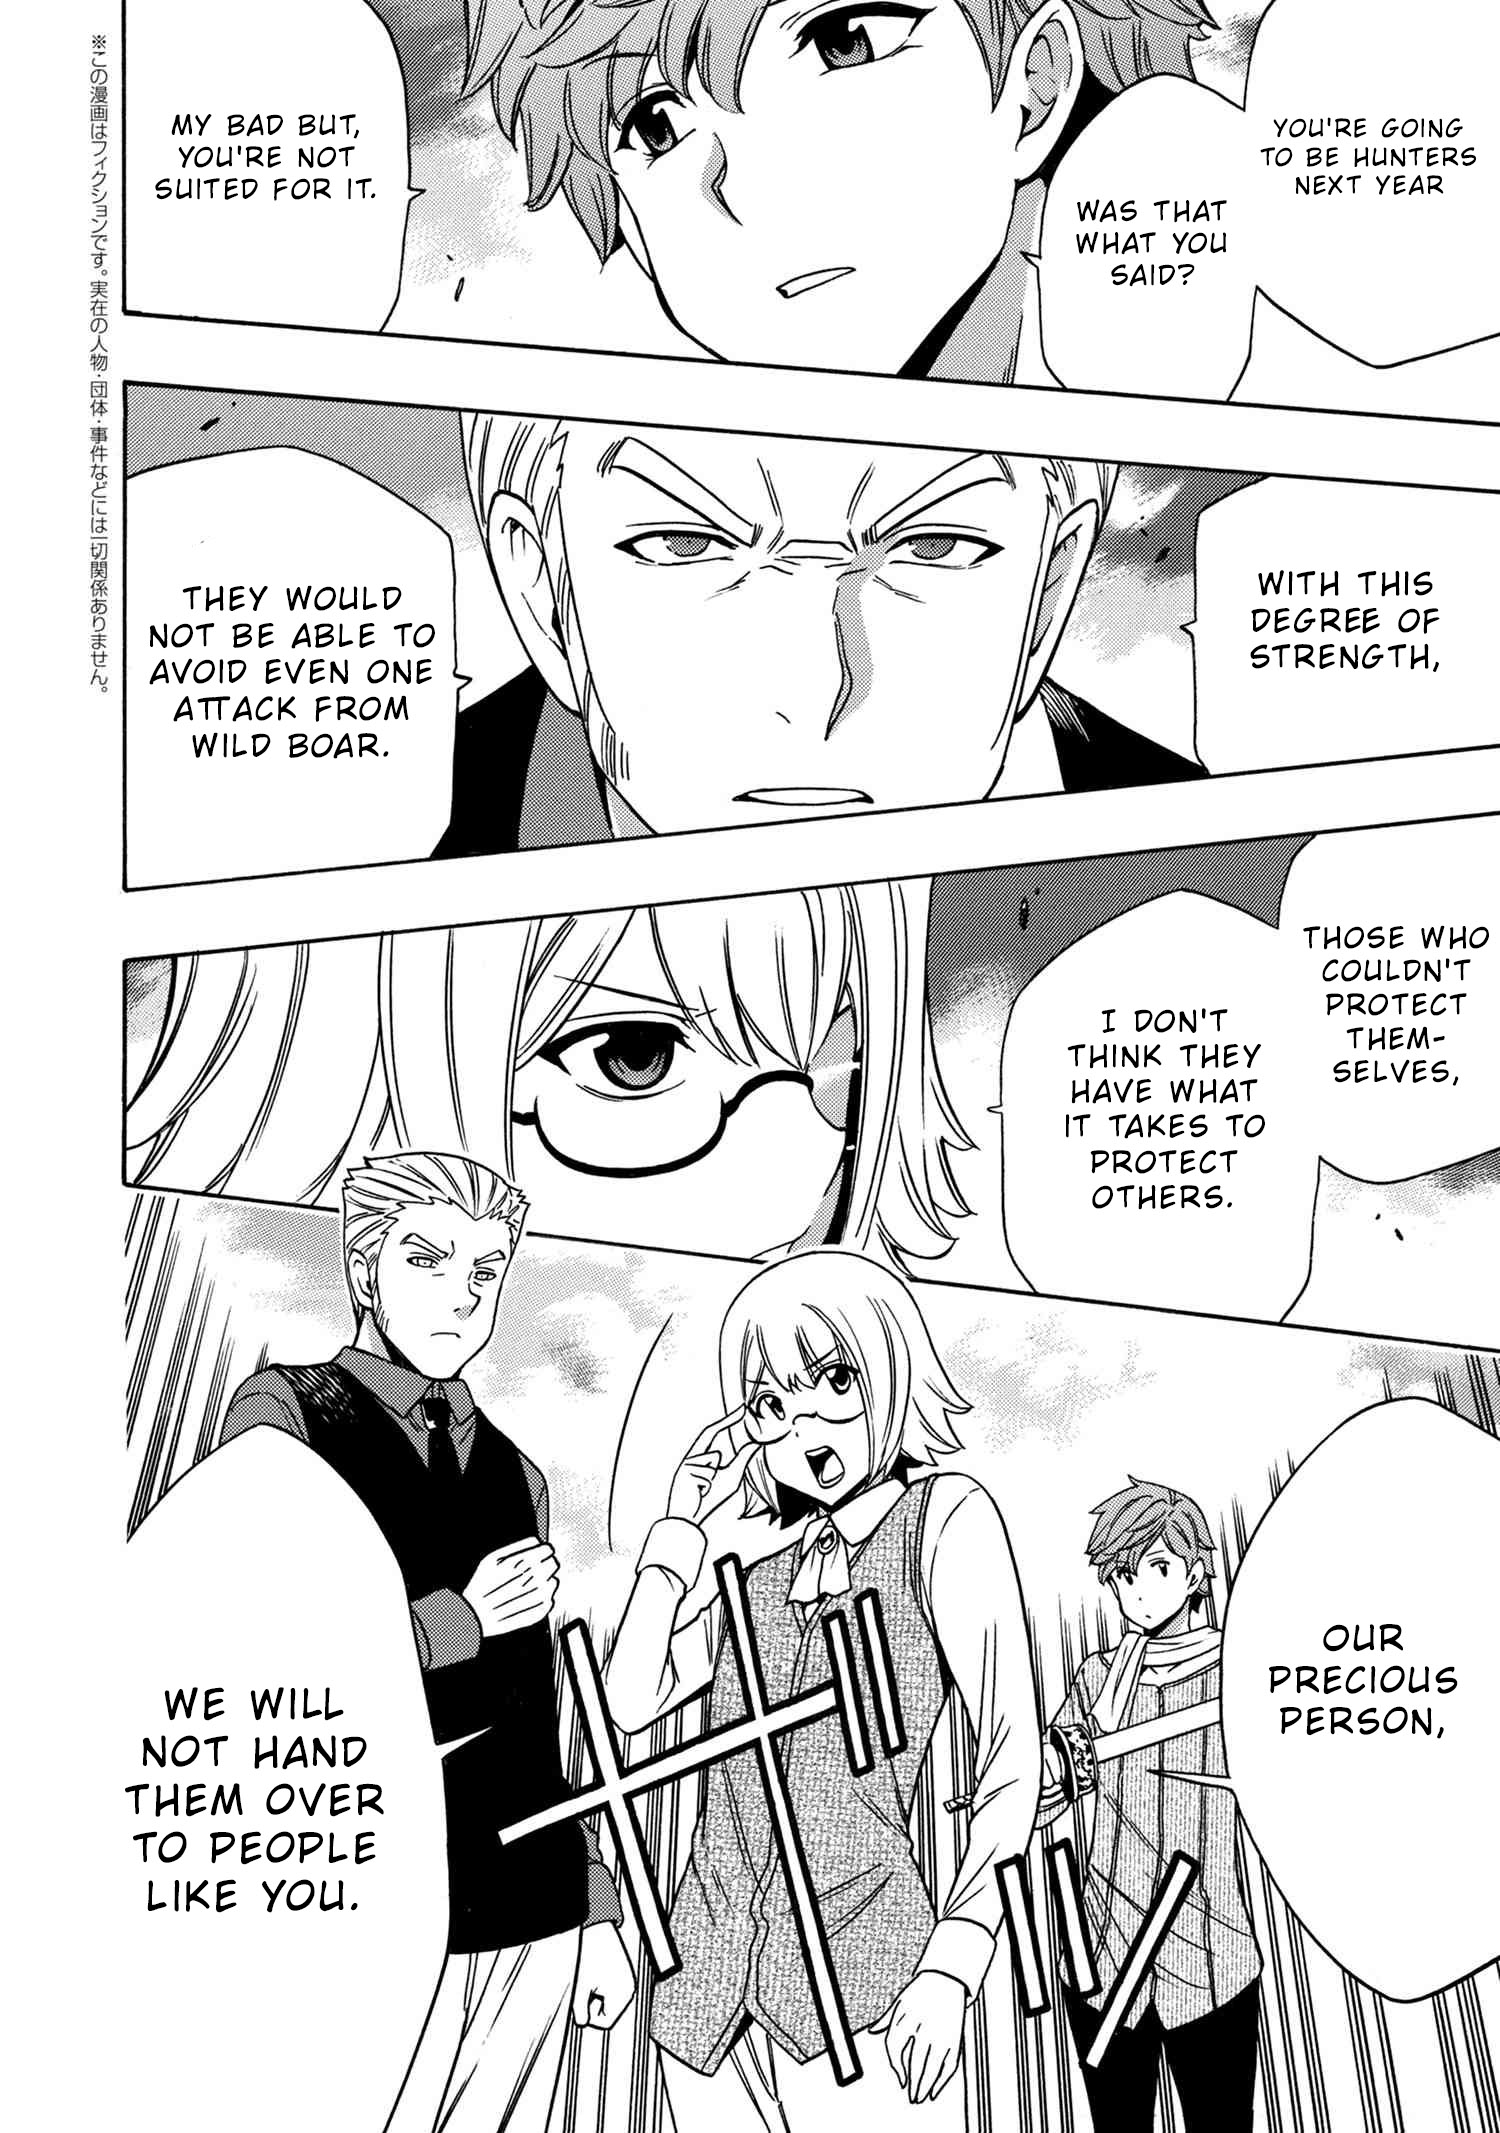 YOU'RE GOING
TO BE HUNTERS
NEXT YEAR
WAS THAT
WHAT YOU
SAID?
MY BAD BUT,
YOU'RE NOT
SUITED FOR IT.
WITH THIS
DEGREE OF
STRENGTH,
THEY WOULD
NOT BE ABLE TO
AVOID EVEN ONE
ATTACK FROM
WILD BOAR.
THOSE WHO
COULDN'T
PROTECT
THEM-
SELVES,
I DON'T
THINK THEY
HAVE WHAT
IT TAKES TO
PROTECT
OTHERS.
OUR
PRECIOUS
PERSON,
WE WILL
NOT HAND
THEM OVER
TO PEOPLE
LIKE YOU.
ギロッ
※この漫画はフィクションです。実在の人物・団体・事件などには一切関係ありません。